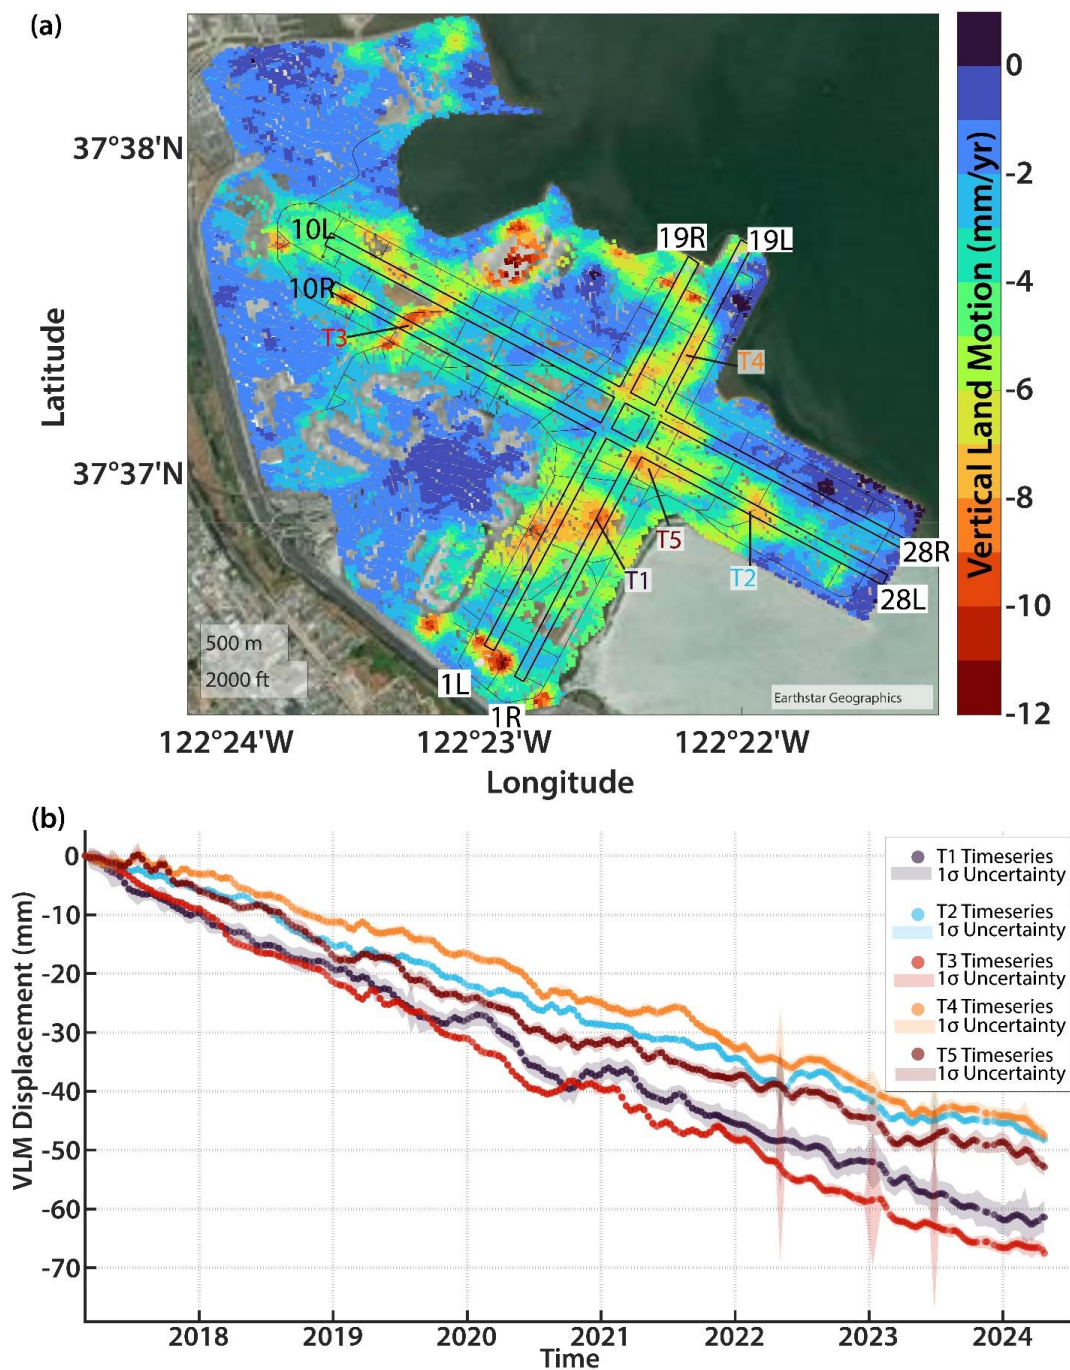 (a)
37°38'N
37°37'N
Latitude
10L
10R
T3
19R
19L
T4
T5
T1
T2
28R
28L
1L
1R
500 m
2000 ft
Earthstar Geographics
122°24'W
122°23'W
122°22'W
Longitude
0
-2
-4
-6
-8
-10
-12
Vertical Land Motion (mm/yr)
(b)
0
-10
-20
-30
-40
-50
-60
-70
VLM Displacement (mm)
T1 Timeseries
1σ Uncertainty
T2 Timeseries
1σ Uncertainty
T3 Timeseries
1σ Uncertainty
T4 Timeseries
1σ Uncertainty
T5 Timeseries
1σ Uncertainty
2018
2019
2020
2021
2022
2023
2024
Time